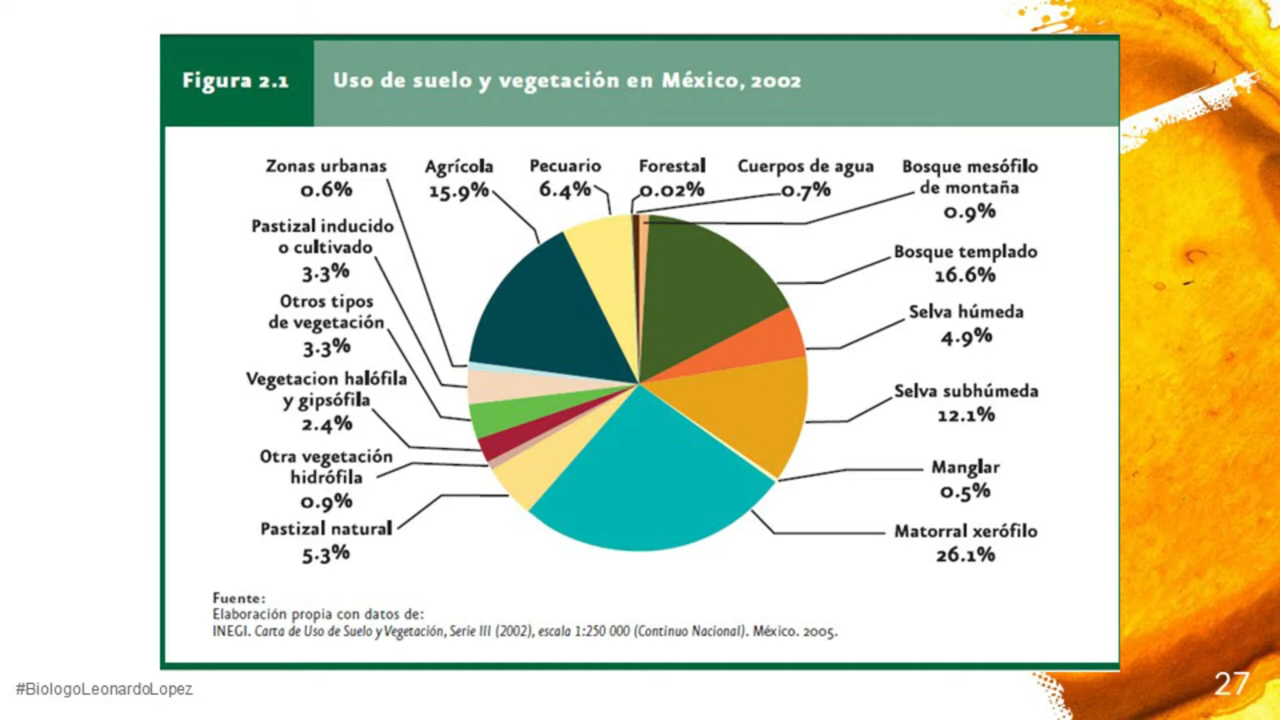 Figura 2.1
Uso de suelo y vegetación en México, 2002
Zonas urbanas
0.6%
Agrícola
15.9%
Pecuario
6.4%
Forestal
0.02%
Cuerpos de agua
0.7%
Bosque mesófilo
de montaña
0.9%
Pastizal inducido
o cultivado
3.3%
Otros tipos
de vegetación
3.3%
Vegetacion halófila
y gipsófila
2.4%
Otra vegetación
hidrófila
0.9%
Pastizal natural
5.3%
Bosque templado
16.6%
Selva húmeda
4.9%
Selva subhúmeda
12.1%
Manglar
0.5%
Matorral xerófilo
26.1%
Fuente:
Elaboración propia con datos de:
INEGI. Carta de Uso de Suelo y Vegetación, Serie III (2002), escala 1:250 000 (Continuo Nacional). México. 2005.
#BiologoLeonardoLopez
27